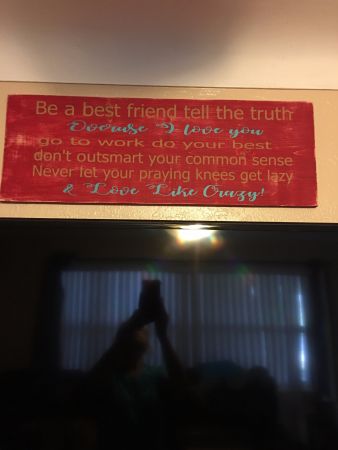 Be a best friend tell the truth
Overuse I love you
go to work do your best
don't outsmart your common sense
Never let your praying knees get lazy
& Love Like Crazy!